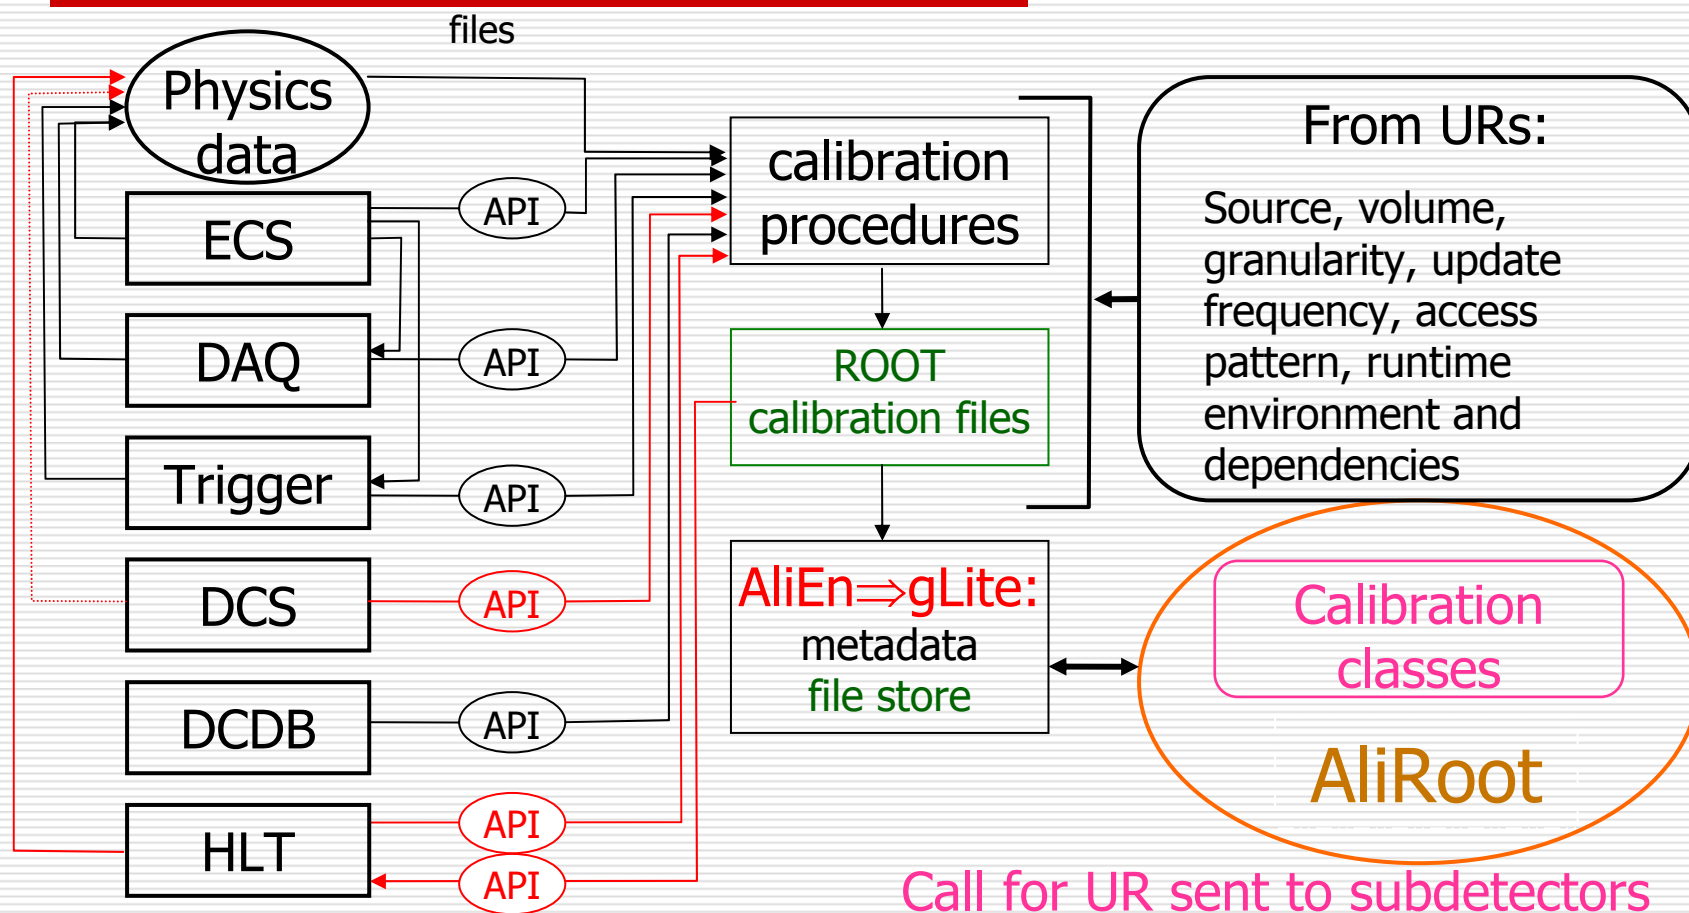 files
Physics
data
ECS
API
DAQ
API
Trigger
API
DCS
API
DCDB
API
HLT
API
API
calibration
procedures
ROOT
calibration files
AliEn⇒gLite:
metadata
file store
From URs:
Source, volume,
granularity, update
frequency, access
pattern, runtime
environment and
dependencies
Calibration
classes
AliRoot
Call for UR sent to subdetectors